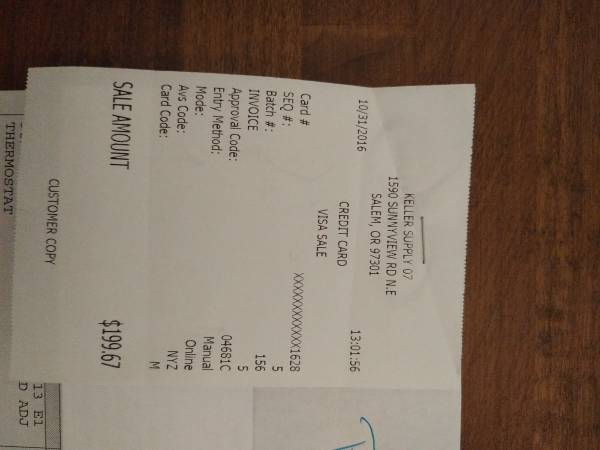 KELLER SUPPLY 07
1590 SUNNYVIEW RD N.E
SALEM, OR 97301
10/31/2016 13:01:56
CREDIT CARD
VISA SALE
Card # XXXXXXXXXXXX1628
SEQ #: 5
Batch #: 156
INVOICE 5
Approval Code: 04681C
Entry Method: Manual
Mode: Online
Avs Code: NYZ
Card Code: M
SALE AMOUNT $199.67
CUSTOMER COPY
THERMOSTAT
13 E1
D ADJ